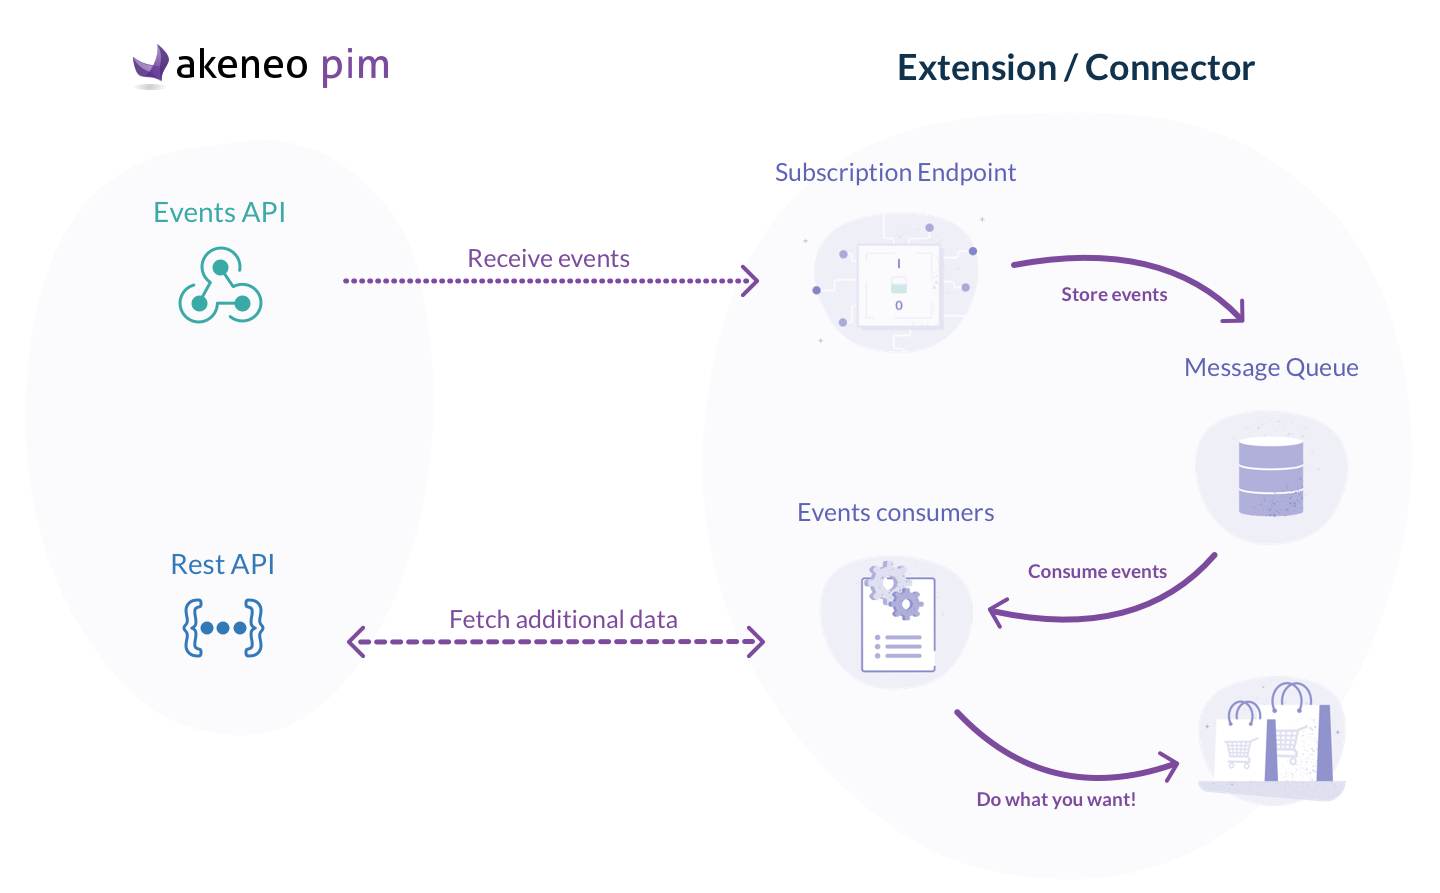 akeneo pim
Extension / Connector
Subscription Endpoint
Events API
Receive events
I
0
Store events
Message Queue
Events consumers
Rest API
{•••}
Fetch additional data
Consume events
Do what you want!